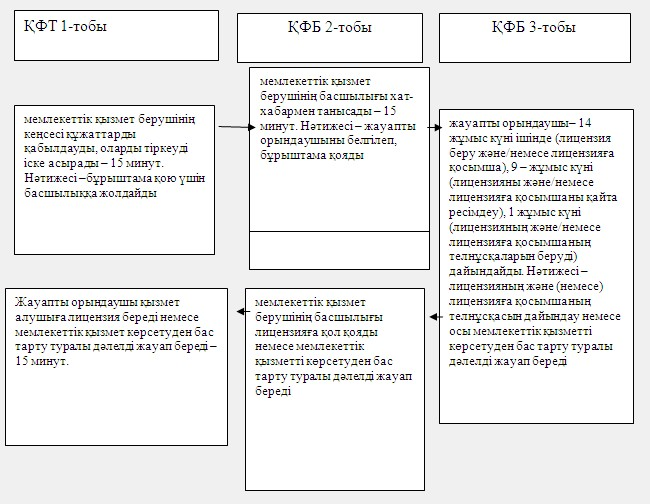 ҚФТ 1-тобы
ҚФБ 2-тобы
ҚФБ 3-тобы
мемлекеттік қызмет берушінің
кеңсесі құжаттарды
қабылдауды, оларды тіркеуді
іске асырады – 15 минут.
Нәтижесі –бұрыштама қою үшін
басшылыққа жолдайды
мемлекеттік қызмет
берушінің басшылығы хат-
хабармен танысады – 15
минут. Нәтижесі – жауапты
орындаушыны белгілеп,
бұрыштама қояды
жауапты орындаушы– 14
жұмыс күні ішінде (лицензия
беру және/немесе лицензияға
қосымша), 9 – жұмыс күні
(лицензияны және/немесе
лицензияға қосымшаны қайта
ресімдеу), 1 жұмыс күні
(лицензияның және/немесе
лицензияға қосымшаның
телнұсқаларын беруді)
дайындайды. Нәтижесі –
лицензияның және (немесе)
лицензияға қосымшаның
телнұсқасын дайындау немесе
осы мемлекеттік қызметті
көрсетуден бас тарту туралы
дәлелді жауап береді
мемлекеттік қызмет
берушінің басшылығы
лицензияға қол қояды
немесе мемлекеттік
қызметті көрсетуден бас
тарту туралы дәлелді жауап
береді
Жауапты орындаушы қызмет
алушыға лицензия береді немесе
мемлекеттік қызмет көрсетуден бас
тарту туралы дәлелді жауап береді –
15 минут.